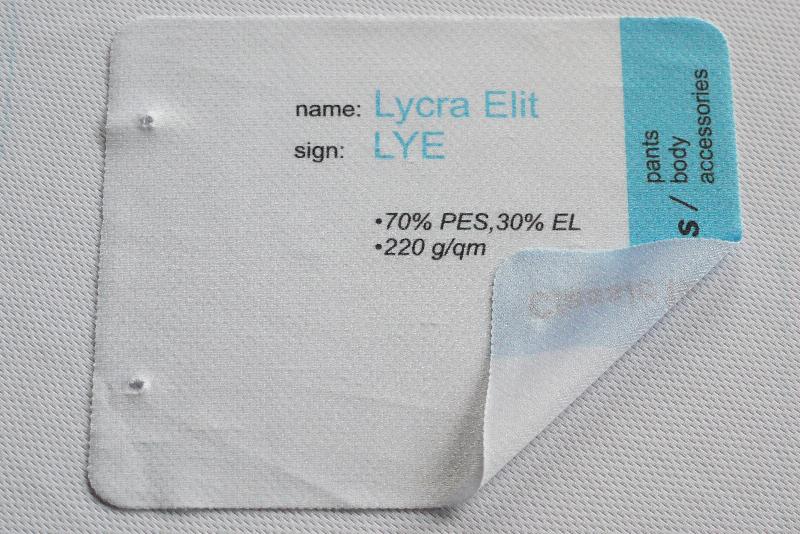 name: Lycra Elit
sign: LYE
•70% PES,30% EL
•220 g/qm
pants
body
accessories
s /